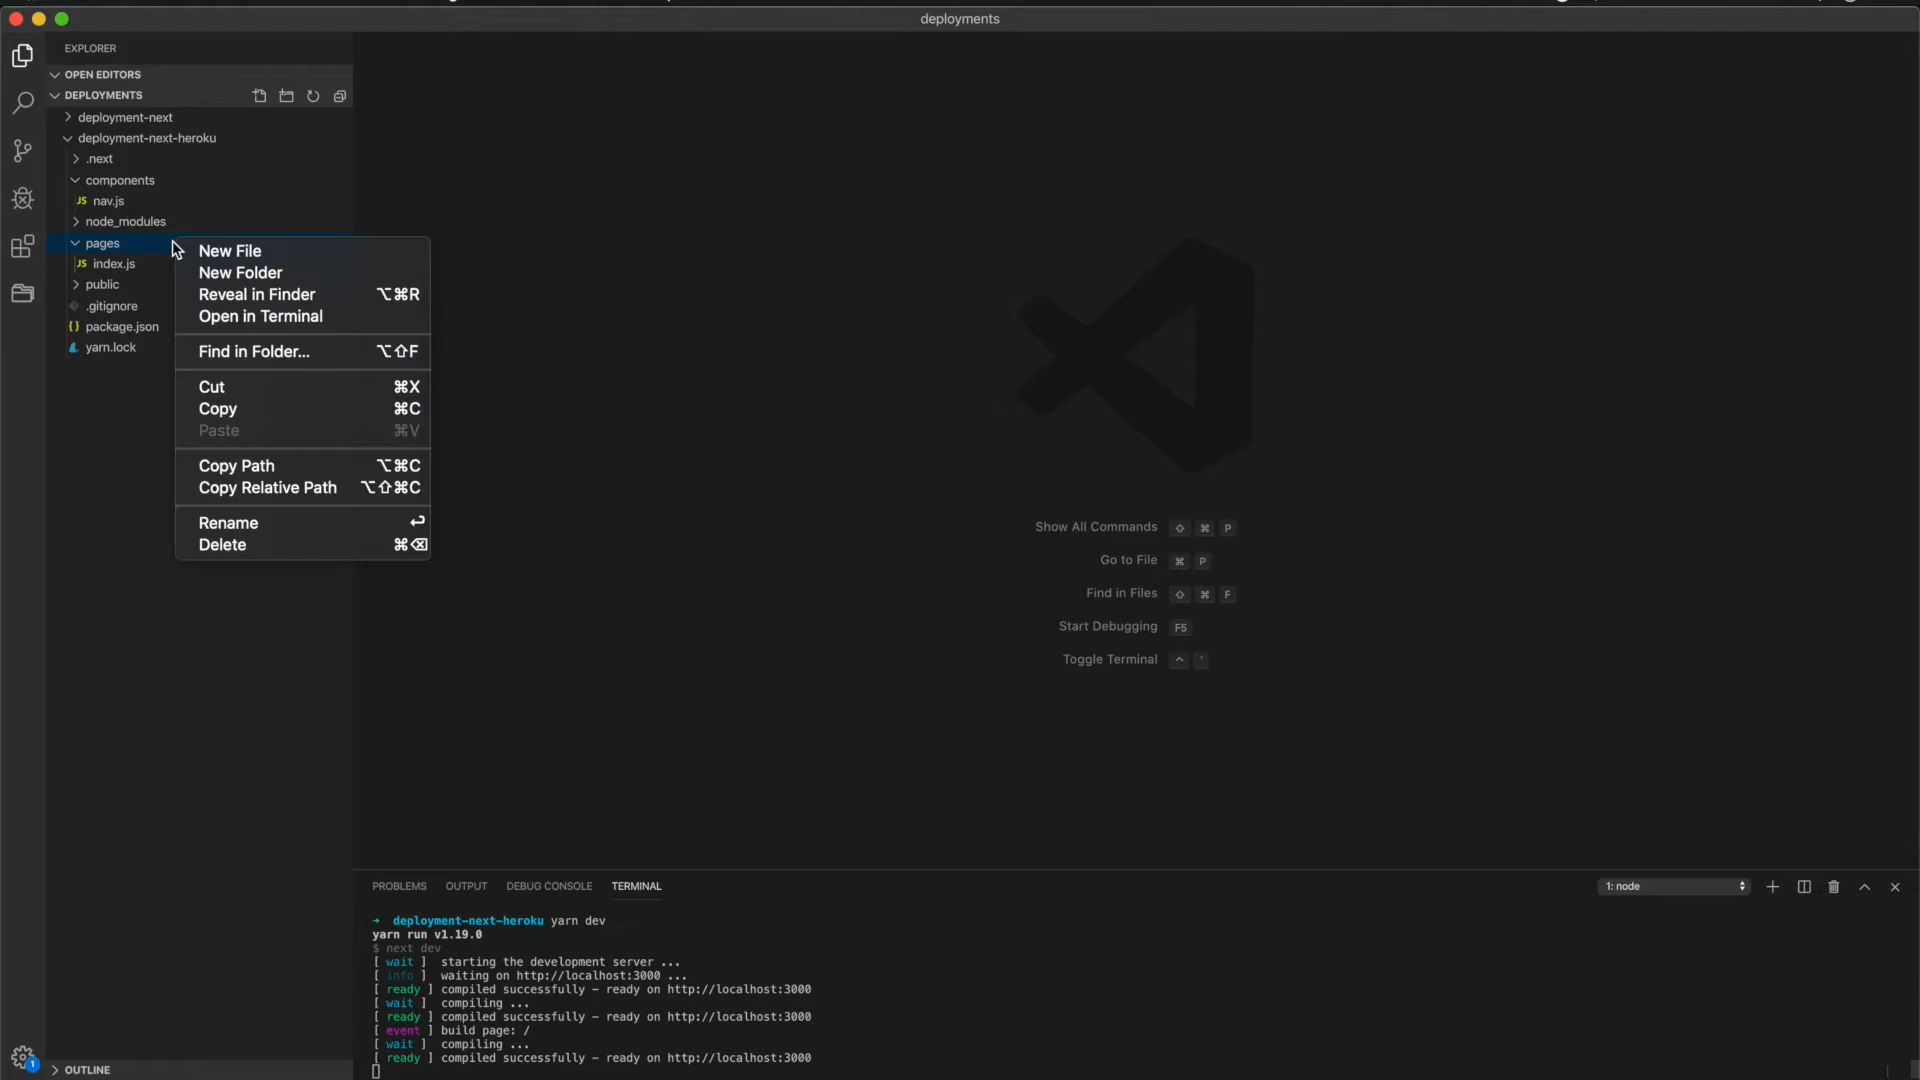 deployments
EXPLORER
OPEN EDITORS
DEPLOYMENTS
deployment-next
deployment-next-heroku
.next
components
JS nav.js
node_modules
pages
JS index.js
public
.gitignore
{} package.json
yarn.lock
OUTLINE
1
New File
New Folder
Reveal in Finder ⌥⌘R
Open in Terminal
Find in Folder... ⌥⇧F
Cut ⌘X
Copy ⌘C
Paste ⌘V
Copy Path ⌥⌘C
Copy Relative Path ⌥⇧⌘C
Rename ↩
Delete ⌘⌫
Show All Commands ⇧ ⌘ P
Go to File ⌘ P
Find in Files ⇧ ⌘ F
Start Debugging F5
Toggle Terminal ^ `
PROBLEMS OUTPUT DEBUG CONSOLE TERMINAL 1: node
→ deployment-next-heroku yarn dev
yarn run v1.19.0
$ next dev
[ wait ] starting the development server ...
[ info ] waiting on http://localhost:3000 ...
[ ready ] compiled successfully - ready on http://localhost:3000
[ wait ] compiling ...
[ ready ] compiled successfully - ready on http://localhost:3000
[ event ] build page: /
[ wait ] compiling ...
[ ready ] compiled successfully - ready on http://localhost:3000